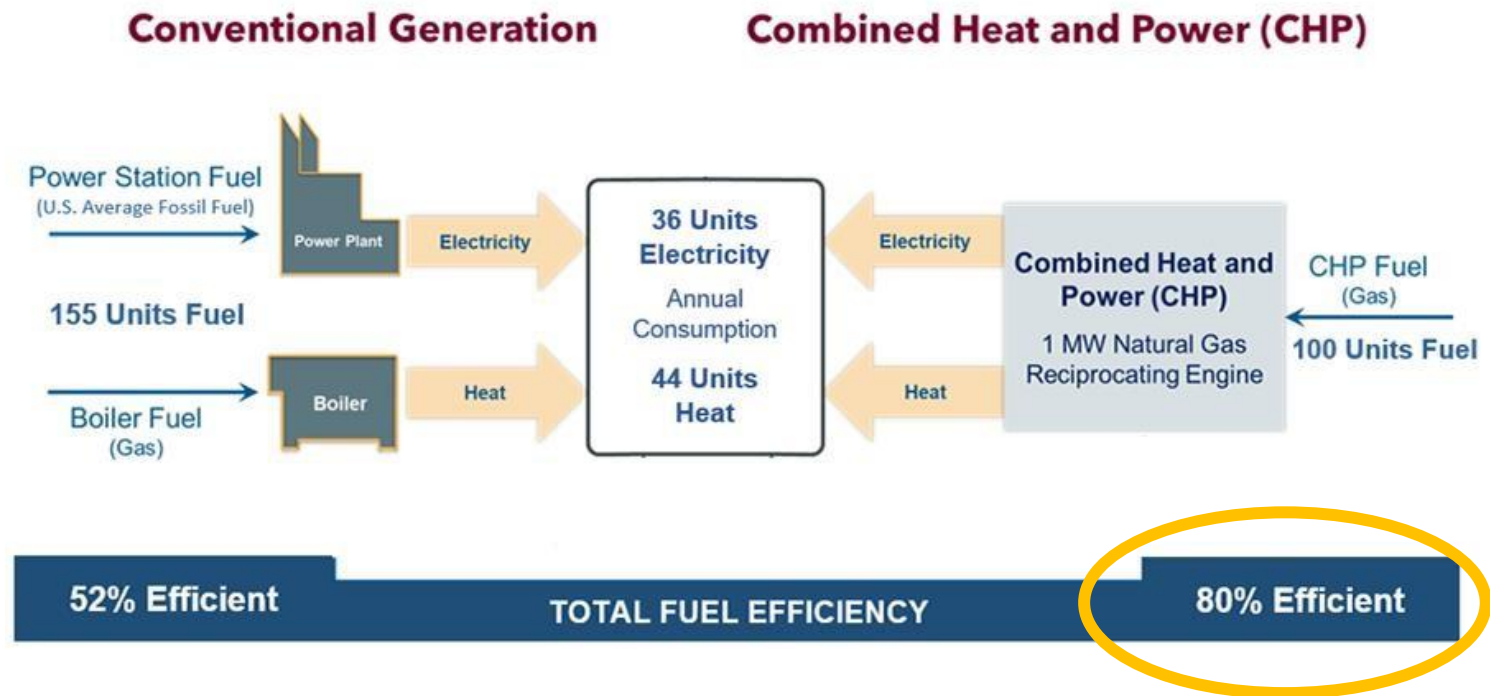 Conventional Generation
Combined Heat and Power (CHP)
Power Station Fuel
(U.S. Average Fossil Fuel)
Power Plant
Electricity
155 Units Fuel
Boiler Fuel
(Gas)
Boiler
Heat
36 Units
Electricity
Annual
Consumption
44 Units
Heat
Electricity
Heat
Combined Heat and
Power (CHP)
1 MW Natural Gas
Reciprocating Engine
CHP Fuel
(Gas)
100 Units Fuel
52% Efficient
TOTAL FUEL EFFICIENCY
80% Efficient